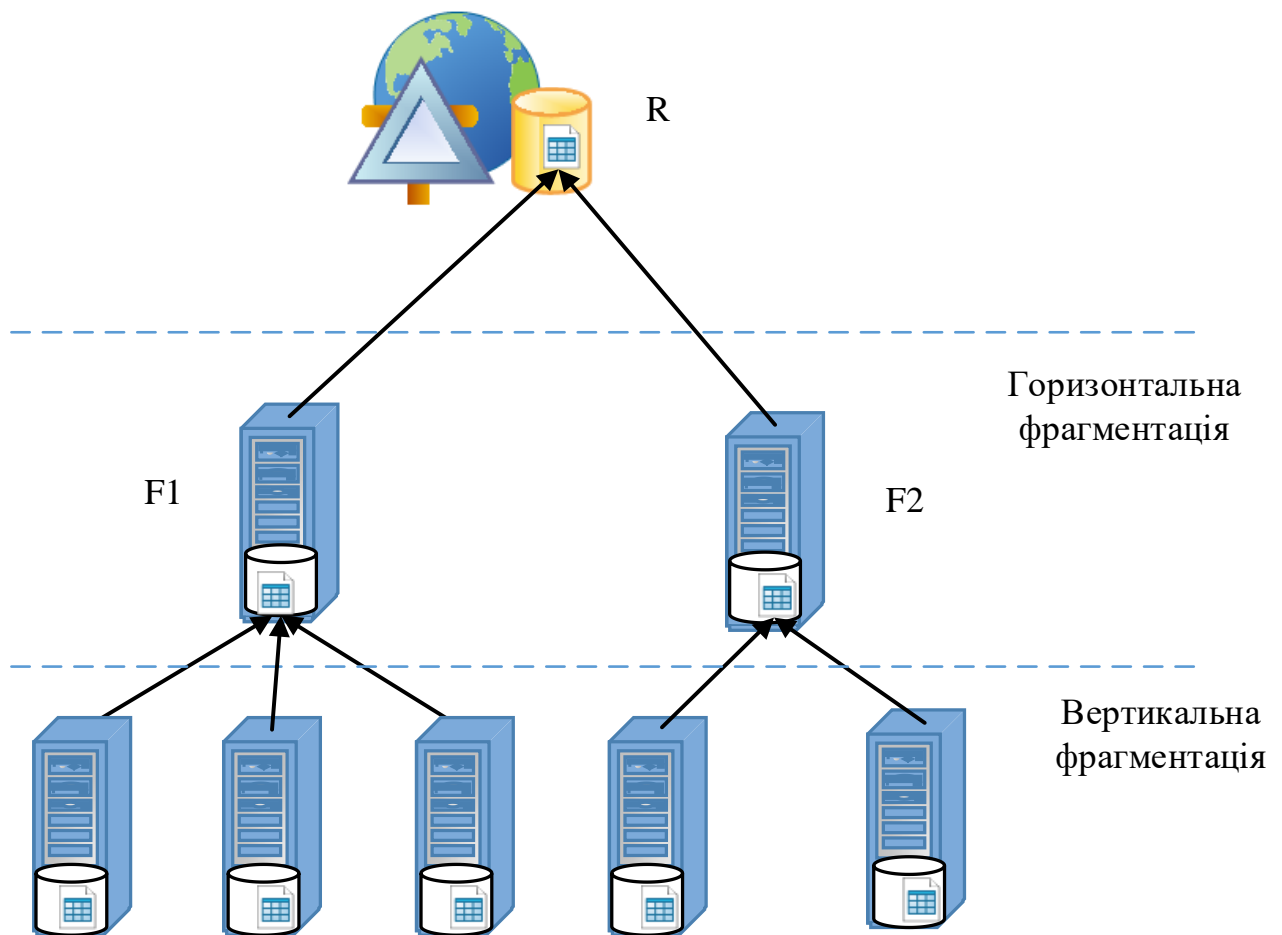 R
Горизонтальна
фрагментація
F1
F2
Вертикальна
фрагментація